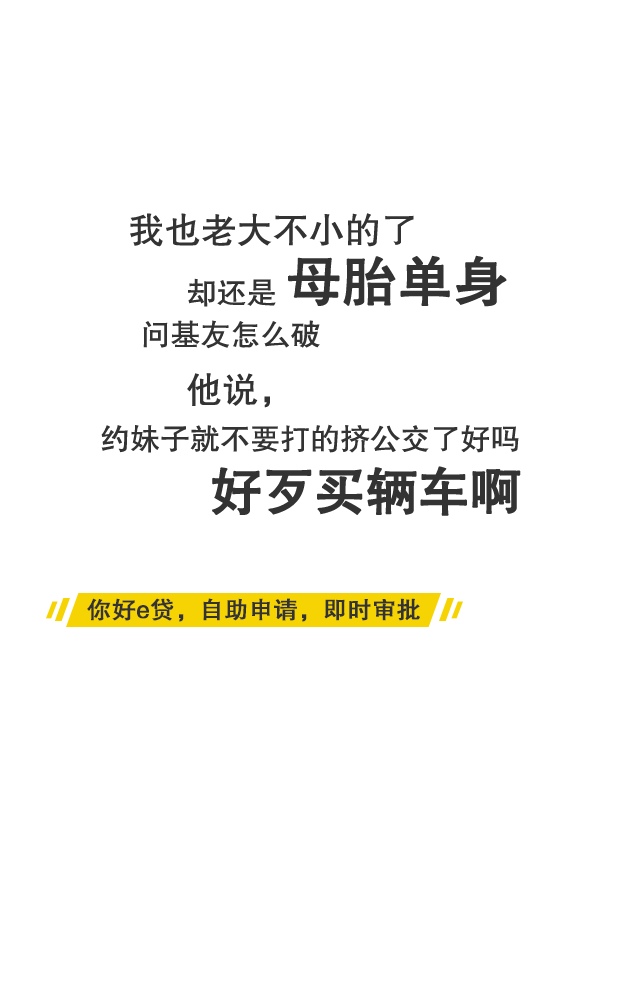 我也老大不小的了
却还是 母胎单身
问基友怎么破
他说，
约妹子就不要打的挤公交了好吗
好歹买辆车啊
你好e贷，自助申请，即时审批